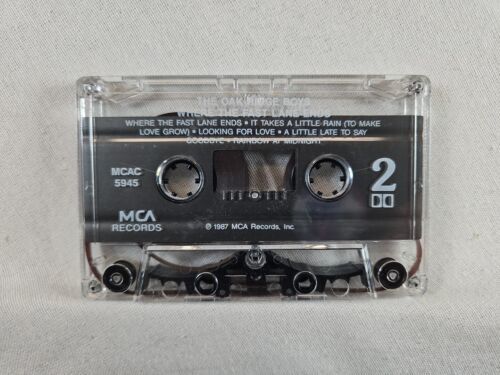 THE OAK RIDGE BOYS
WHERE THE FAST LANE ENDS
WHERE THE FAST LANE ENDS • IT TAKES A LITTLE RAIN (TO MAKE
LOVE GROW) • LOOKING FOR LOVE • A LITTLE LATE TO SAY
GOODBYE • RAINBOW AT MIDNIGHT
MCAC
5945
2
MCA
RECORDS
℗ 1987 MCA Records, Inc.